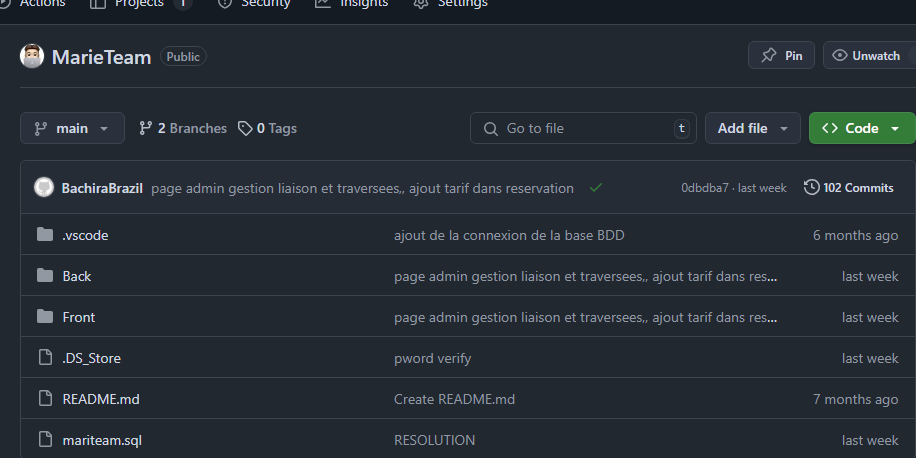 Actions Projects 1 Security Insights Settings
MarieTeam Public Pin Unwatch
main 2 Branches 0 Tags Go to file t Add file <> Code
BachiraBrazil page admin gestion liaison et traversees,, ajout tarif dans reservation 0dbdba7 · last week 102 Commits
.vscode ajout de la connexion de la base BDD 6 months ago
Back page admin gestion liaison et traversees,, ajout tarif dans res... last week
Front page admin gestion liaison et traversees,, ajout tarif dans res... last week
.DS_Store pword verify last week
README.md Create README.md 7 months ago
mariteam.sql RESOLUTION last week